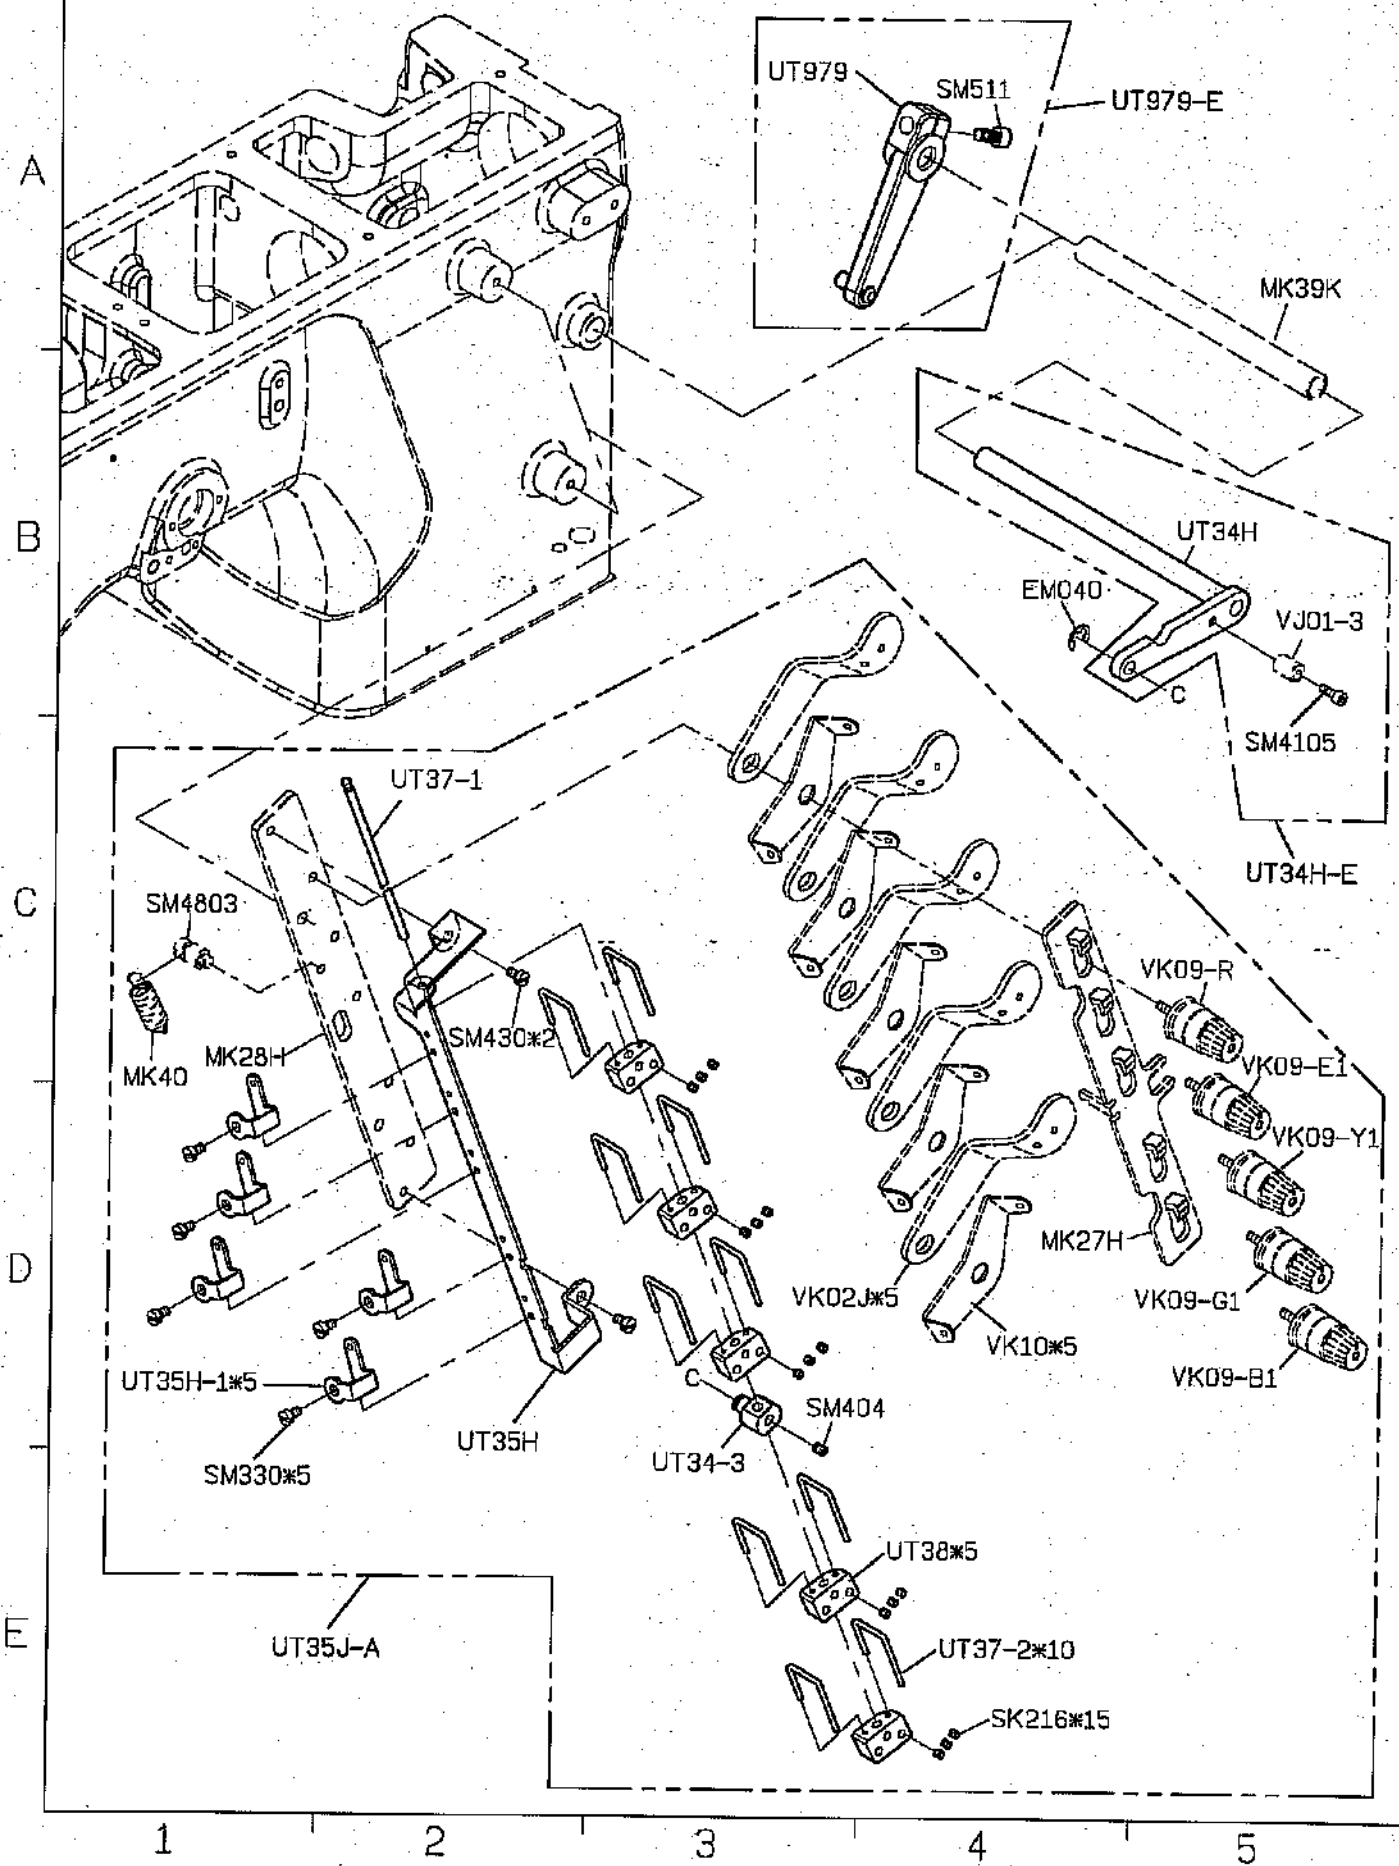 A
UT979
SM511
UT979-E
MK39K
B
UT34H
EM040
VJ01-3
C
SM4105
UT37-1
UT34H-E
C
SM4803
VK09-R
SM430*2
MK28H
MK40
VK09-E1
VK09-Y1
MK27H
D
VK02J*5
VK09-G1
VK10*5
VK09-B1
UT35H-1*5
C
SM404
UT35H
UT34-3
SM330*5
UT38*5
E
UT35J-A
UT37-2*10
SK216*15
1
2
3
4
5